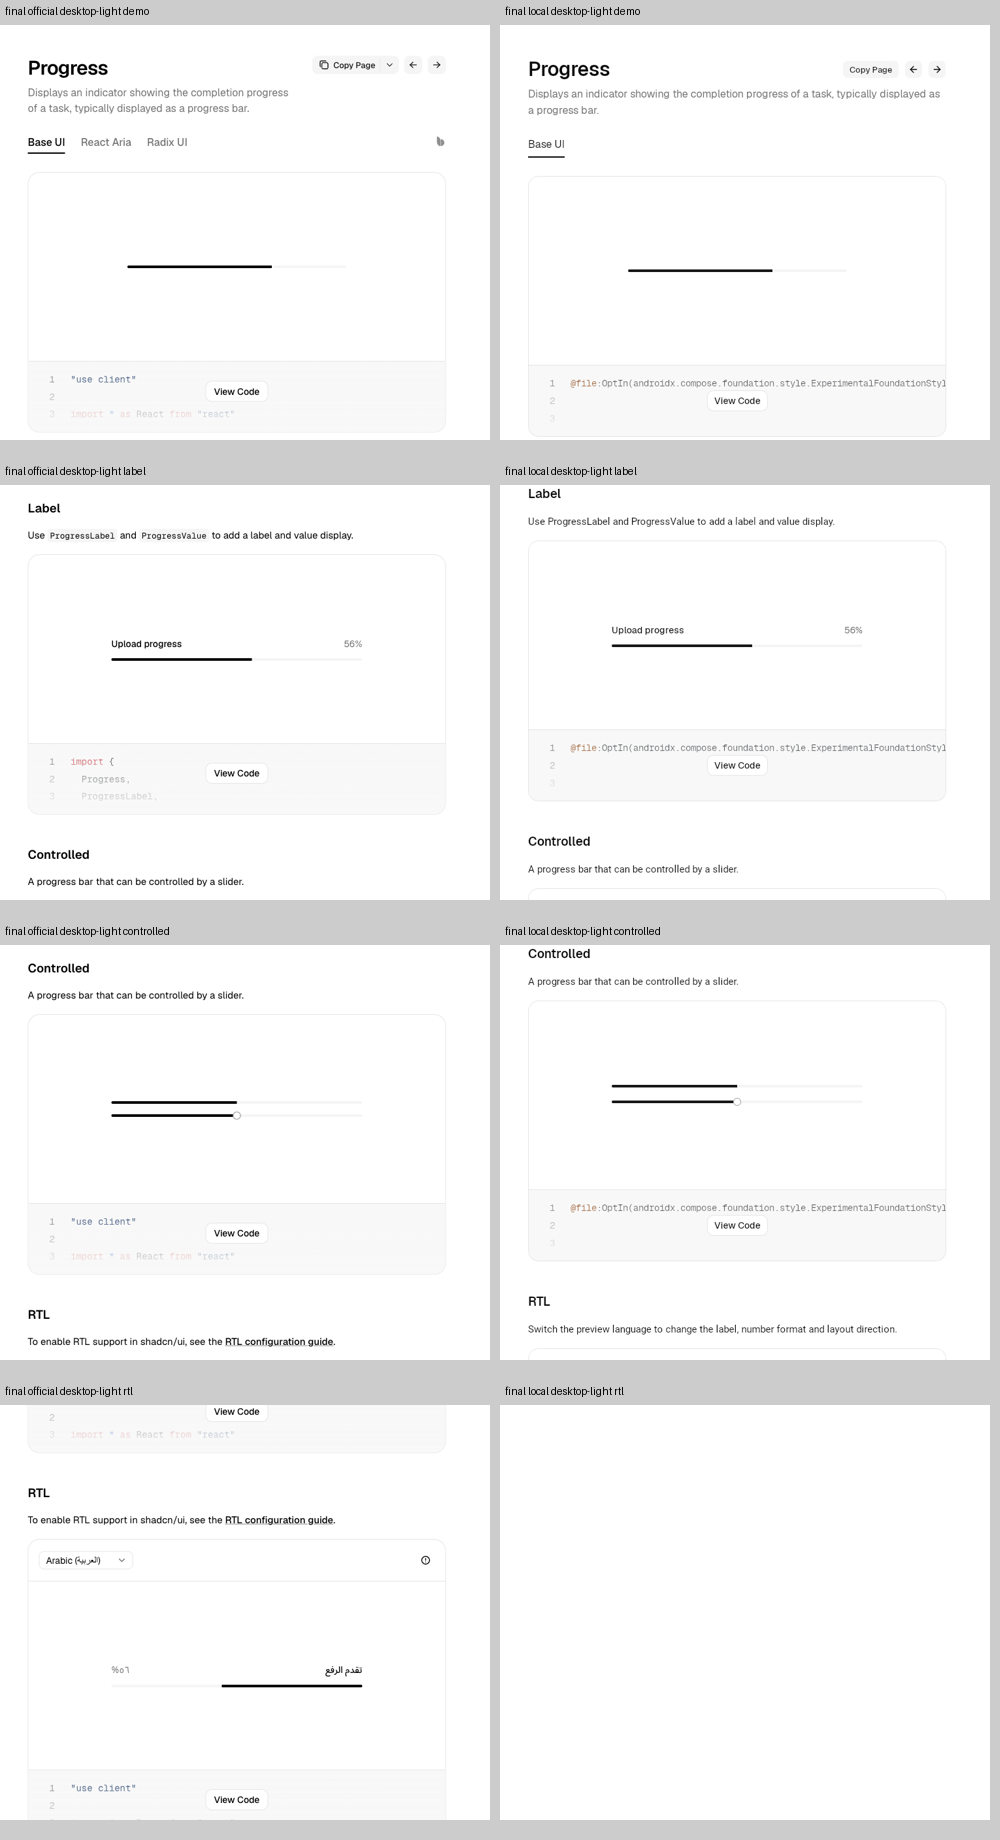 final official desktop-light demo
final local desktop-light demo
Progress
Copy Page
Displays an indicator showing the completion progress
of a task, typically displayed as a progress bar.
Base UI
React Aria
Radix UI
1 "use client"
2
3 import * as React from "react"
View Code
Progress
Copy Page
Displays an indicator showing the completion progress of a task, typically displayed as
a progress bar.
Base UI
1 @file:OptIn(androidx.compose.foundation.style.ExperimentalFoundationStyl
2
3
View Code
final official desktop-light label
final local desktop-light label
Label
Use ProgressLabel and ProgressValue to add a label and value display.
Upload progress 56%
1 import {
2 Progress,
3 ProgressLabel,
View Code
Controlled
A progress bar that can be controlled by a slider.
Label
Use ProgressLabel and ProgressValue to add a label and value display.
Upload progress 56%
1 @file:OptIn(androidx.compose.foundation.style.ExperimentalFoundationStyl
2
3
View Code
Controlled
A progress bar that can be controlled by a slider.
final official desktop-light controlled
final local desktop-light controlled
Controlled
A progress bar that can be controlled by a slider.
1 "use client"
2
3 import * as React from "react"
View Code
RTL
To enable RTL support in shadcn/ui, see the RTL configuration guide.
Controlled
A progress bar that can be controlled by a slider.
1 @file:OptIn(androidx.compose.foundation.style.ExperimentalFoundationStyl
2
3
View Code
RTL
Switch the preview language to change the label, number format and layout direction.
final official desktop-light rtl
final local desktop-light rtl
2
3 import * as React from "react"
View Code
RTL
To enable RTL support in shadcn/ui, see the RTL configuration guide.
Arabic (العربية)
تقدم الرفع
٥٦%
1 "use client"
2
View Code